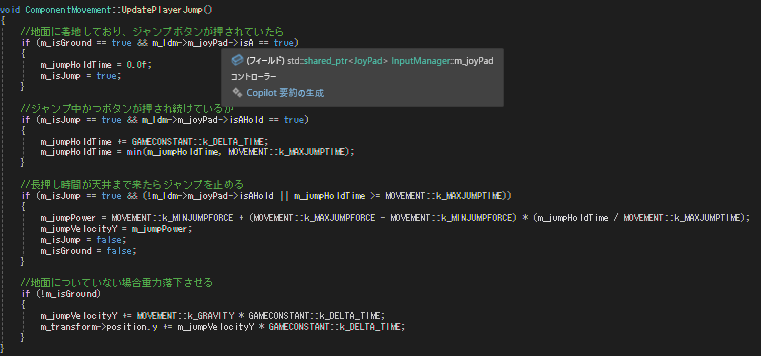 void ComponentMovement::UpdatePlayerJump()
{
//地面に着地しており、ジャンプボタンが押されていたら
if (m_isGround == true && m_Idm->m_joyPad->isA == true)
{
m_jumpHoldTime = 0.0f;
m_isJump = true;
}
(フィールド) std::shared_ptr<JoyPad> InputManager::m_joyPad
コントローラー
Copilot 要約の生成
//ジャンプ中かつボタンが押され続けているか
if (m_isJump == true && m_Idm->m_joyPad->isAHold == true)
{
m_jumpHoldTime += GAMECONSTANT::k_DELTA_TIME;
m_jumpHoldTime = min(m_jumpHoldTime, MOVEMENT::k_MAXJUMPTIME);
}
//長押し時間が天井まで来たらジャンプを止める
if (m_isJump == true && (!m_Idm->m_joyPad->isAHold || m_jumpHoldTime >= MOVEMENT::k_MAXJUMPTIME))
{
m_jumpPower = MOVEMENT::k_MINJUMPFORCE + (MOVEMENT::k_MAXJUMPFORCE - MOVEMENT::k_MINJUMPFORCE) * (m_jumpHoldTime / MOVEMENT::k_MAXJUMPTIME);
m_jumpVelocityY = m_jumpPower;
m_isJump = false;
m_isGround = false;
}
//地面についていない場合重力落下させる
if (!m_isGround)
{
m_jumpVelocityY += MOVEMENT::k_GRAVITY * GAMECONSTANT::k_DELTA_TIME;
m_transform->position.y += m_jumpVelocityY * GAMECONSTANT::k_DELTA_TIME;
}
}